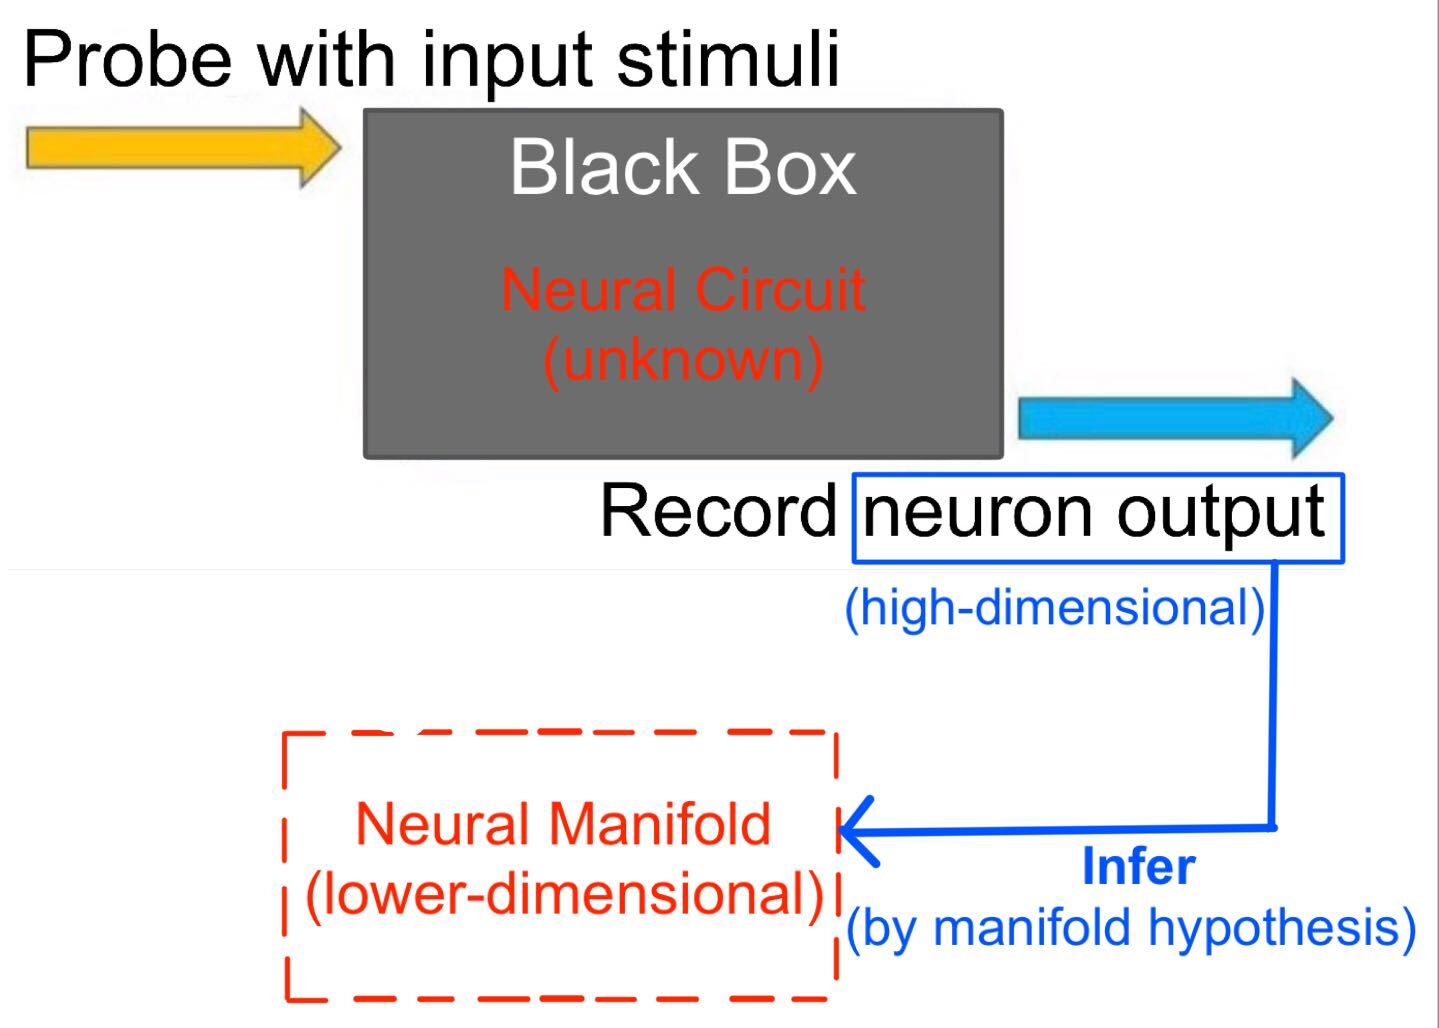 Probe with input stimuli
Black Box
Neural Circuit
(unknown)
Record neuron output
(high-dimensional)
Neural Manifold
(lower-dimensional)
Infer
(by manifold hypothesis)